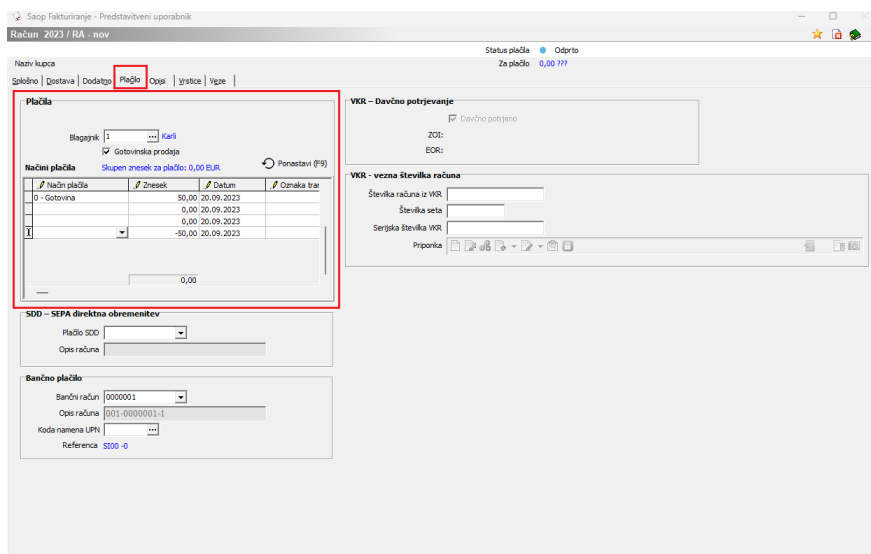 Saop Fakturiranje - Predstavitveni uporabnik
Račun 2023 / RA - nov
Status plačila Odprto
Naziv kupca
Za plačilo 0,00 ???
Splošno Dostava Dodatno Plačilo Opisi Vrstice Veze
Plačila
Blagajnik 1 ... Karli
Gotovinska prodaja
Načini plačila Skupen znesek za plačilo: 0,00 EUR Ponastavi (F9)
Način plačila Znesek Datum Oznaka trar
0 - Gotovina 50,00 20.09.2023
0,00 20.09.2023
0,00 20.09.2023
-50,00 20.09.2023
0,00
SDD – SEPA direktna obremenitev
Plačilo SDD
Opis računa
Bančno plačilo
Bančni račun 0000001
Opis računa 001-0000001-1
Koda namena UPN ...
Referenca SI00 -0
VKR – Davčno potrjevanje
Davčno potrjeno
ZOI:
EOR:
VKR - vezna številka računa
Številka računa iz VKR
Številka seta
Serijska številka VKR
Priponka